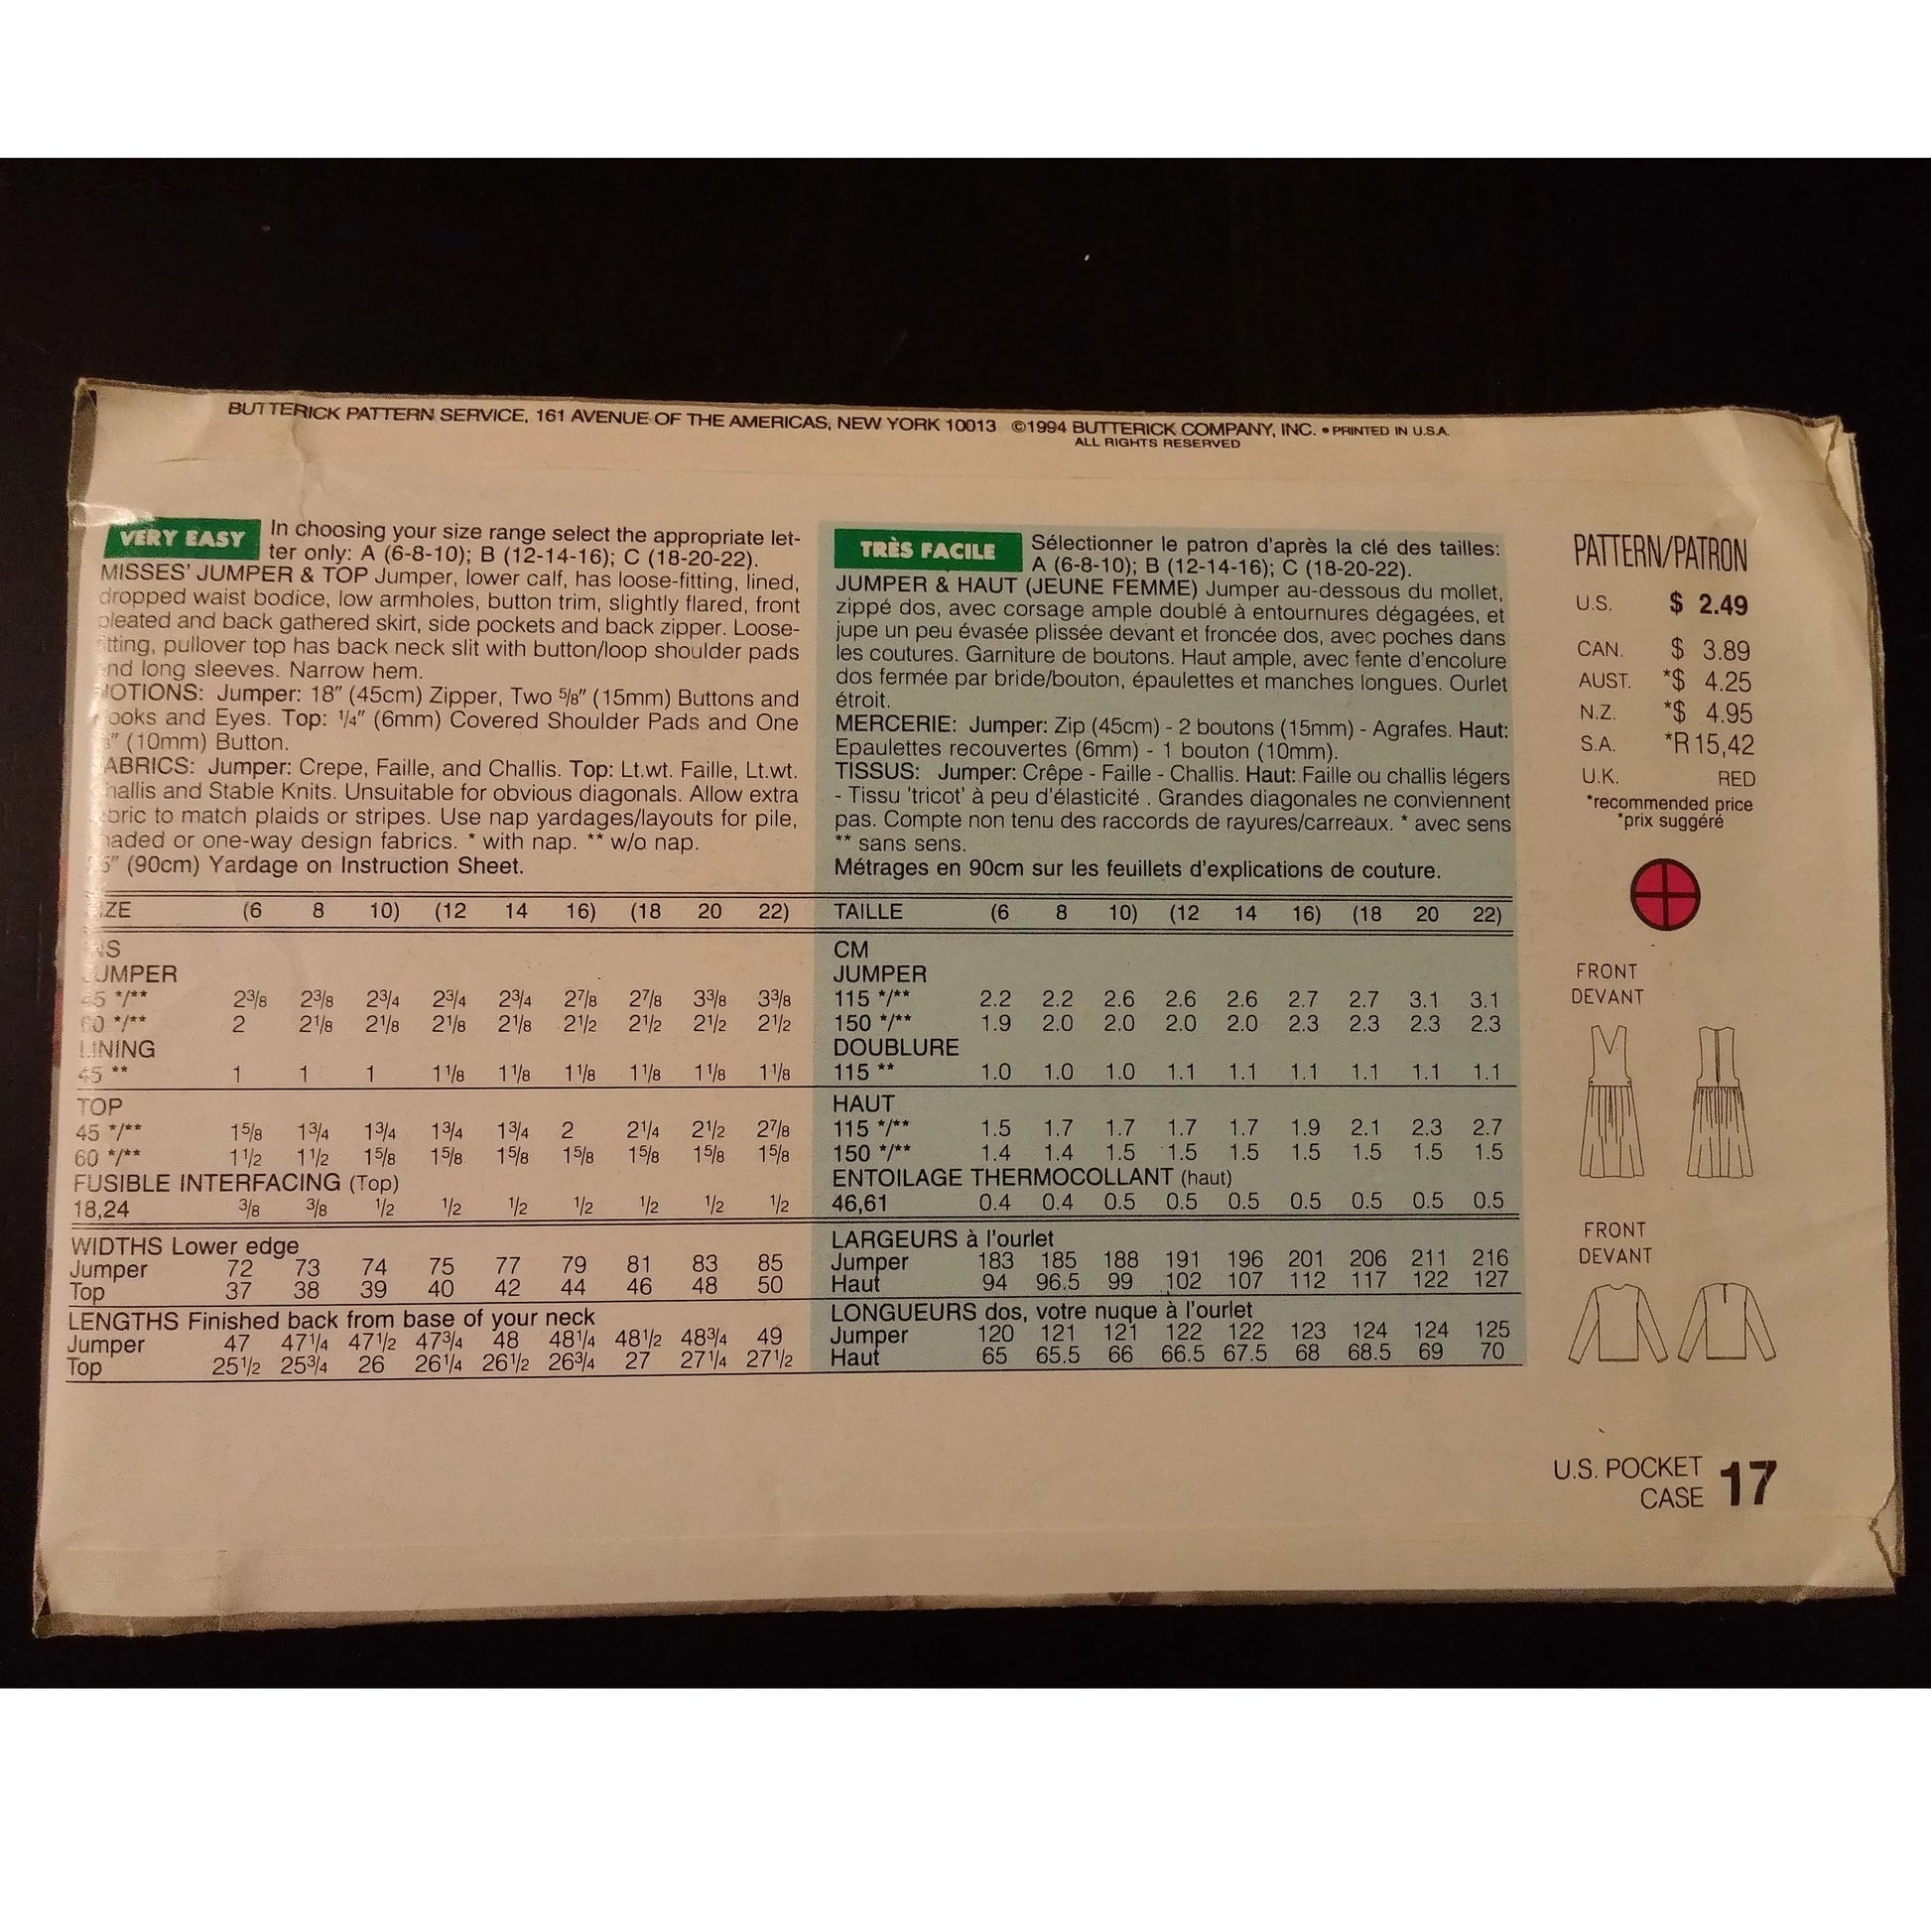 BUTTERICK PATTERN SERVICE, 161 AVENUE OF THE AMERICAS, NEW YORK 10013 ©1994 BUTTERICK COMPANY, INC. • PRINTED IN U.S.A.
ALL RIGHTS RESERVED
VERY EASY In choosing your size range select the appropriate let-
ter only: A (6-8-10); B (12-14-16); C (18-20-22).
MISSES' JUMPER & TOP Jumper, lower calf, has loose-fitting, lined,
dropped waist bodice, low armholes, button trim, slightly flared, front
pleated and back gathered skirt, side pockets and back zipper. Loose-
fitting, pullover top has back neck slit with button/loop shoulder pads
and long sleeves. Narrow hem.
NOTIONS: Jumper: 18" (45cm) Zipper, Two 5/8" (15mm) Buttons and
Hooks and Eyes. Top: 1/4" (6mm) Covered Shoulder Pads and One
" (10mm) Button.
FABRICS: Jumper: Crepe, Faille, and Challis. Top: Lt.wt. Faille, Lt.wt.
Challis and Stable Knits. Unsuitable for obvious diagonals. Allow extra
fabric to match plaids or stripes. Use nap yardages/layouts for pile,
shaded or one-way design fabrics. * with nap. ** w/o nap.
35" (90cm) Yardage on Instruction Sheet.
SIZE (6 8 10) (12 14 16) (18 20 22)
INS
JUMPER
45 */** 2 3/8 2 3/8 2 3/4 2 3/4 2 3/4 2 7/8 2 7/8 3 3/8 3 3/8
60 */** 2 2 1/8 2 1/8 2 1/8 2 1/8 2 1/2 2 1/2 2 1/2 2 1/2
LINING
45 ** 1 1 1 1 1/8 1 1/8 1 1/8 1 1/8 1 1/8 1 1/8
TOP
45 */** 1 5/8 1 3/4 1 3/4 1 3/4 1 3/4 2 2 1/4 2 1/2 2 7/8
60 */** 1 1/2 1 1/2 1 5/8 1 5/8 1 5/8 1 5/8 1 5/8 1 5/8 1 5/8
FUSIBLE INTERFACING (Top)
18,24 3/8 3/8 1/2 1/2 1/2 1/2 1/2 1/2 1/2
WIDTHS Lower edge
Jumper 72 73 74 75 77 79 81 83 85
Top 37 38 39 40 42 44 46 48 50
LENGTHS Finished back from base of your neck
Jumper 47 47 1/4 47 1/2 47 3/4 48 48 1/4 48 1/2 48 3/4 49
Top 25 1/2 25 3/4 26 26 1/4 26 1/2 26 3/4 27 27 1/4 27 1/2
TRÈS FACILE Sélectionner le patron d'après la clé des tailles:
A (6-8-10); B (12-14-16); C (18-20-22).
JUMPER & HAUT (JEUNE FEMME) Jumper au-dessous du mollet,
zippé dos, avec corsage ample doublé à entournures dégagées, et
jupe un peu évasée plissée devant et froncée dos, avec poches dans
les coutures. Garniture de boutons. Haut ample, avec fente d'encolure
dos fermée par bride/bouton, épaulettes et manches longues. Ourlet
étroit.
MERCERIE: Jumper: Zip (45cm) - 2 boutons (15mm) - Agrafes. Haut:
Epaulettes recouvertes (6mm) - 1 bouton (10mm).
TISSUS: Jumper: Crêpe - Faille - Challis. Haut: Faille ou challis légers
- Tissu 'tricot' à peu d'élasticité . Grandes diagonales ne conviennent
pas. Compte non tenu des raccords de rayures/carreaux. * avec sens
** sans sens.
Métrages en 90cm sur les feuillets d'explications de couture.
TAILLE (6 8 10) (12 14 16) (18 20 22)
CM
JUMPER
115 */** 2.2 2.2 2.6 2.6 2.6 2.7 2.7 3.1 3.1
150 */** 1.9 2.0 2.0 2.0 2.0 2.3 2.3 2.3 2.3
DOUBLURE
115 ** 1.0 1.0 1.0 1.1 1.1 1.1 1.1 1.1 1.1
HAUT
115 */** 1.5 1.7 1.7 1.7 1.7 1.9 2.1 2.3 2.7
150 */** 1.4 1.4 1.5 1.5 1.5 1.5 1.5 1.5 1.5
ENTOILAGE THERMOCOLLANT (haut)
46,61 0.4 0.4 0.5 0.5 0.5 0.5 0.5 0.5 0.5
LARGEURS à l'ourlet
Jumper 183 185 188 191 196 201 206 211 216
Haut 94 96.5 99 102 107 112 117 122 127
LONGUEURS dos, votre nuque à l'ourlet
Jumper 120 121 121 122 122 123 124 124 125
Haut 65 65.5 66 66.5 67.5 68 68.5 69 70
PATTERN/PATRON
U.S. $ 2.49
CAN. $ 3.89
AUST. *$ 4.25
N.Z. *$ 4.95
S.A. *R15,42
U.K. RED
*recommended price
*prix suggéré
FRONT
DEVANT
FRONT
DEVANT
U.S. POCKET
CASE 17